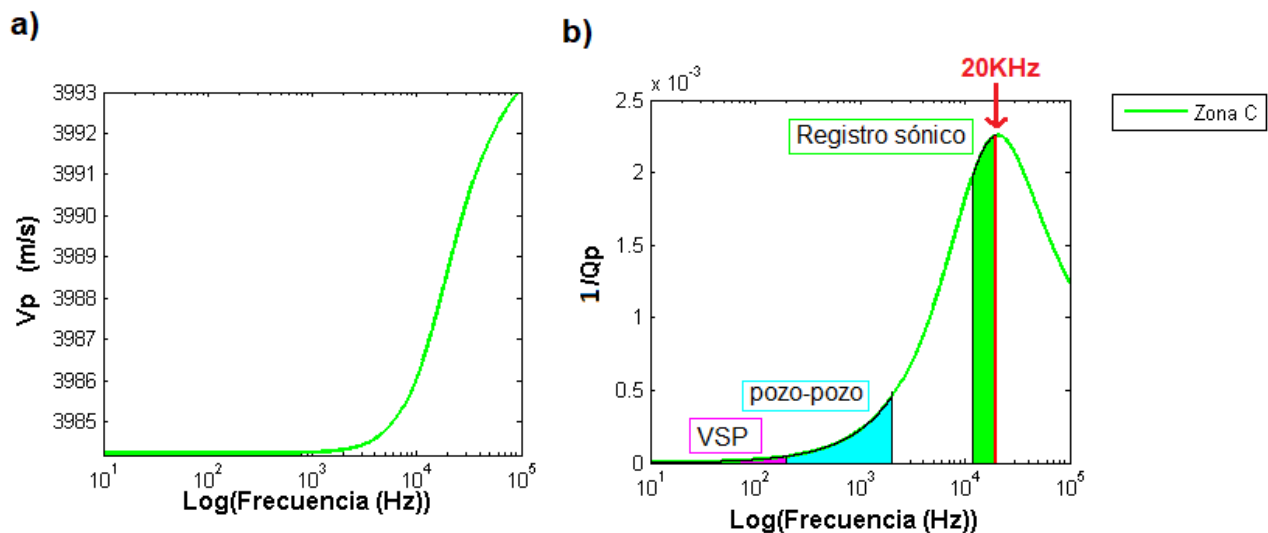 a)
3993
3992
3991
3990
3989
3988
3987
3986
3985
Vp (m/s)
10^1
10^2
10^3
10^4
10^5
Log(Frecuencia (Hz))
b)
20KHz
x 10^-3
2.5
2
1.5
1
0.5
0
1/Qp
Registro sónico
pozo-pozo
VSP
10^1
10^2
10^3
10^4
10^5
Log(Frecuencia (Hz))
Zona C